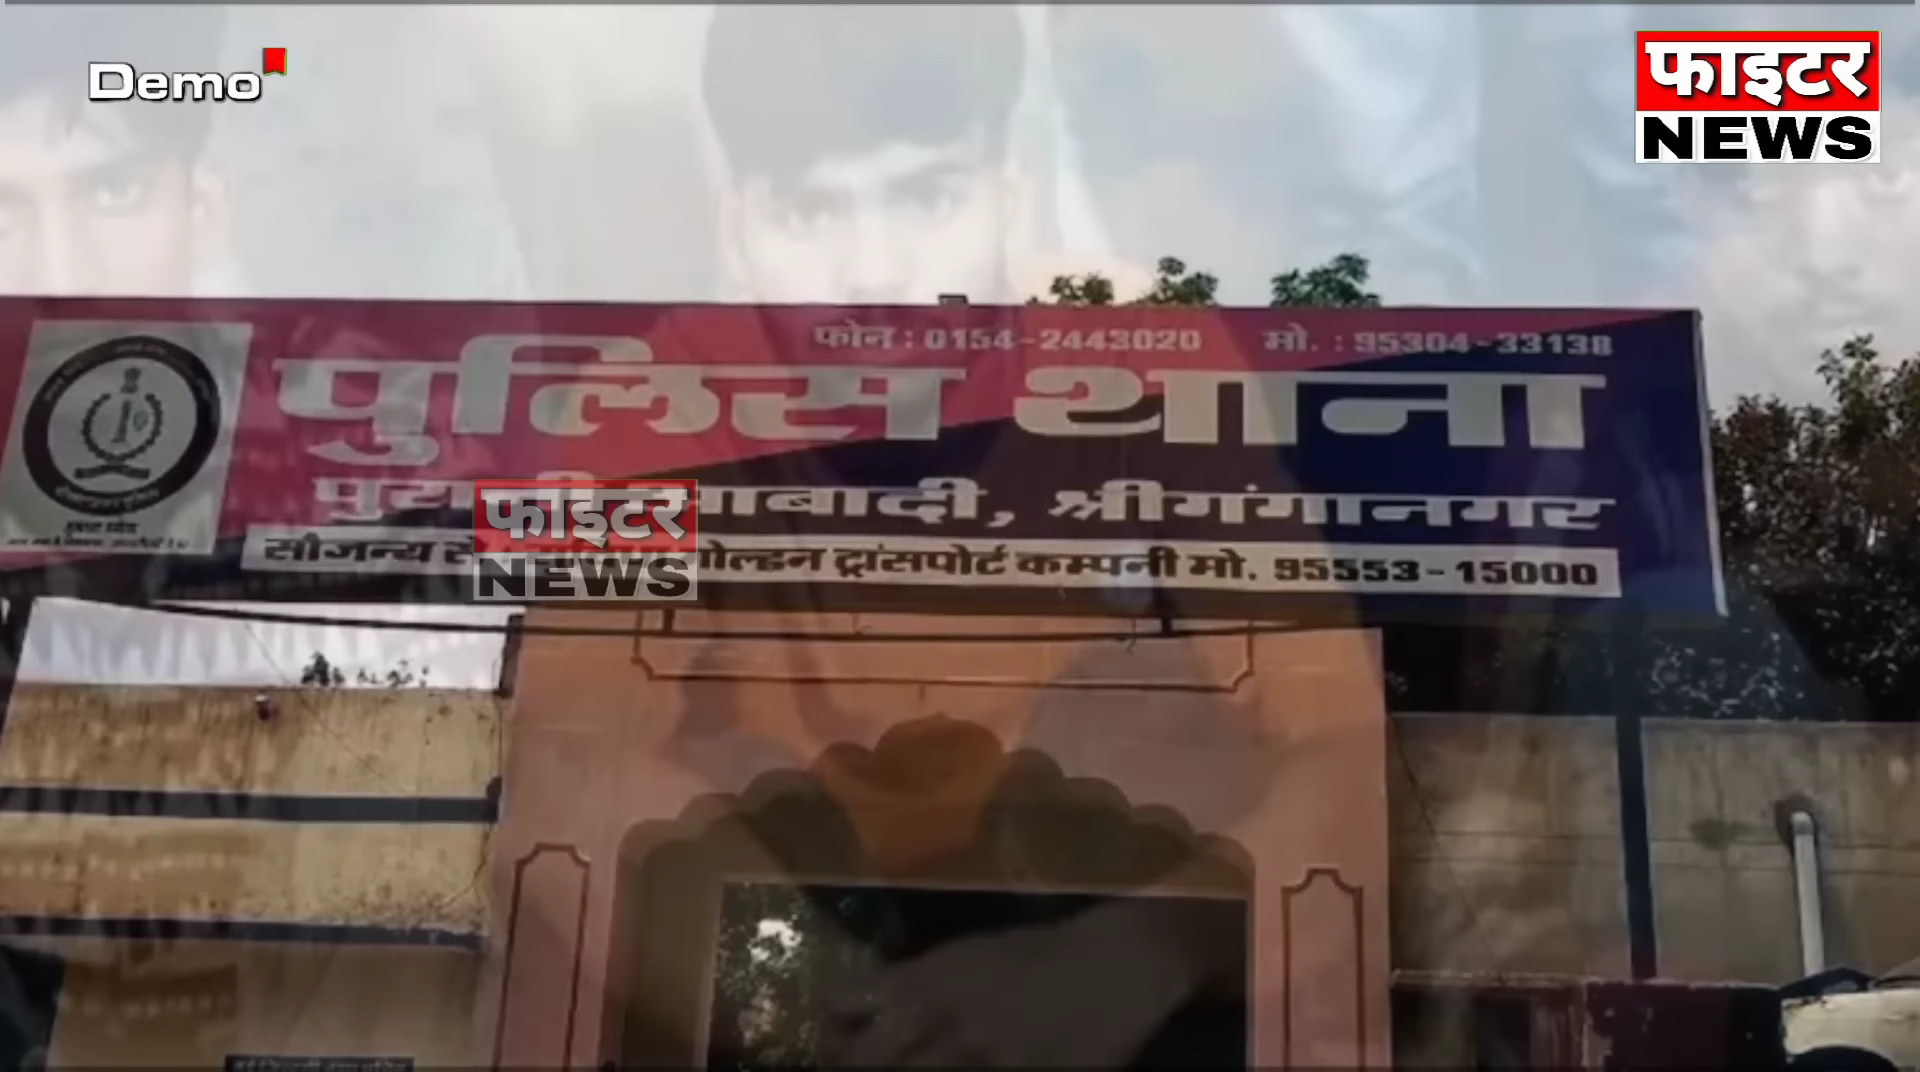 Demo
फाइटर
NEWS
फोन : 0154-2443020 मो. : 95304-33138
पुलिस थाना
आबादी, श्रीगंगानगर
फाइटर
NEWS
सौजन्य से गोल्डन ट्रांसपोर्ट कम्पनी मो. 95553-15000